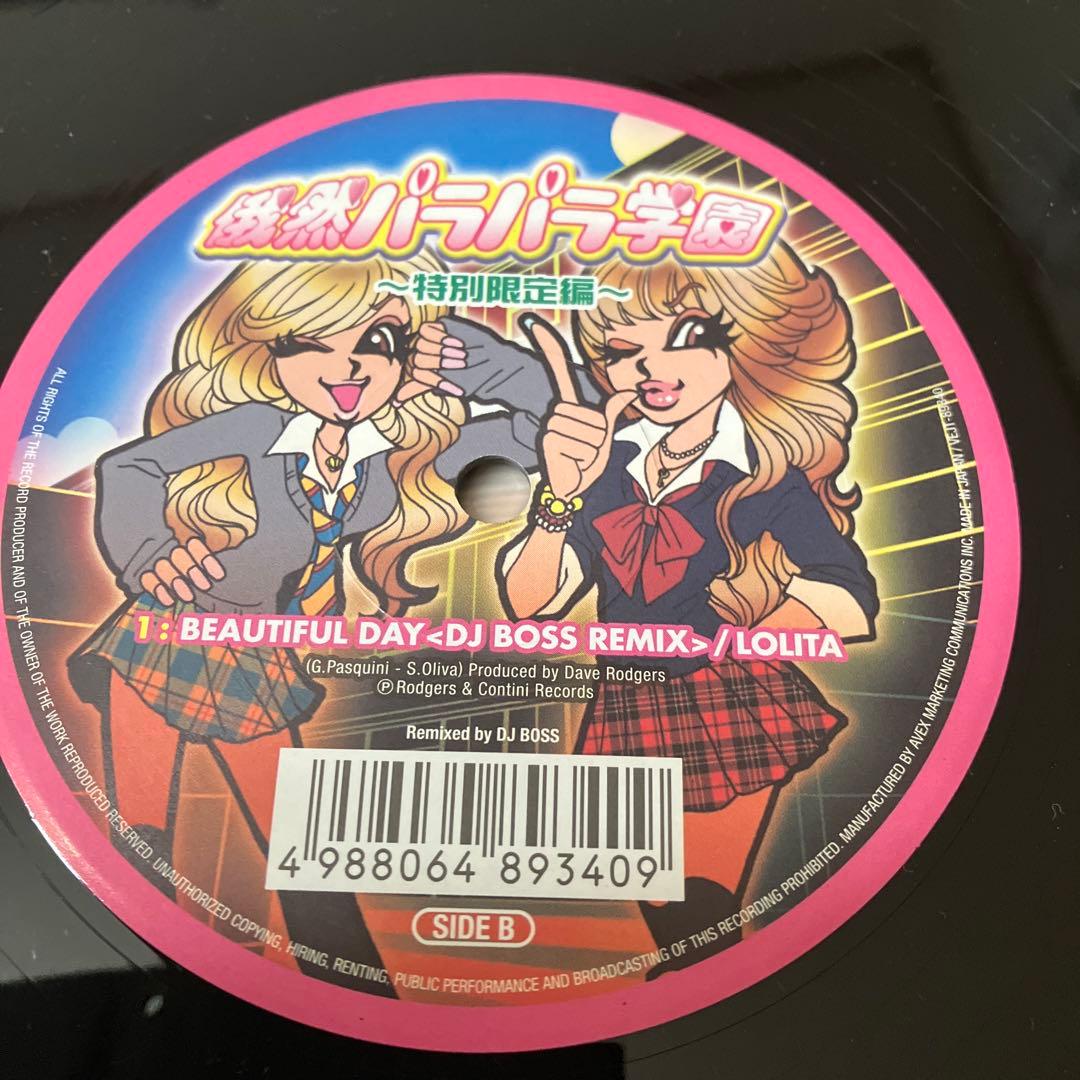 俄然パラパラ学園
～特別限定編～
1 : BEAUTIFUL DAY<DJ BOSS REMIX> / LOLITA
(G.Pasquini - S.Oliva) Produced by Dave Rodgers
Ⓟ Rodgers & Contini Records
Remixed by DJ BOSS
4 988064 893409
SIDE B
ALL RIGHTS OF THE RECORD PRODUCER AND OF THE OWNER OF THE WORK REPRODUCED RESERVED. UNAUTHORIZED COPYING, HIRING, RENTING, PUBLIC PERFORMANCE AND BROADCASTING OF THIS RECORDING PROHIBITED. MANUFACTURED BY AVEX MARKETING COMMUNICATIONS INC. MADE IN JAPAN / VEJT-89340